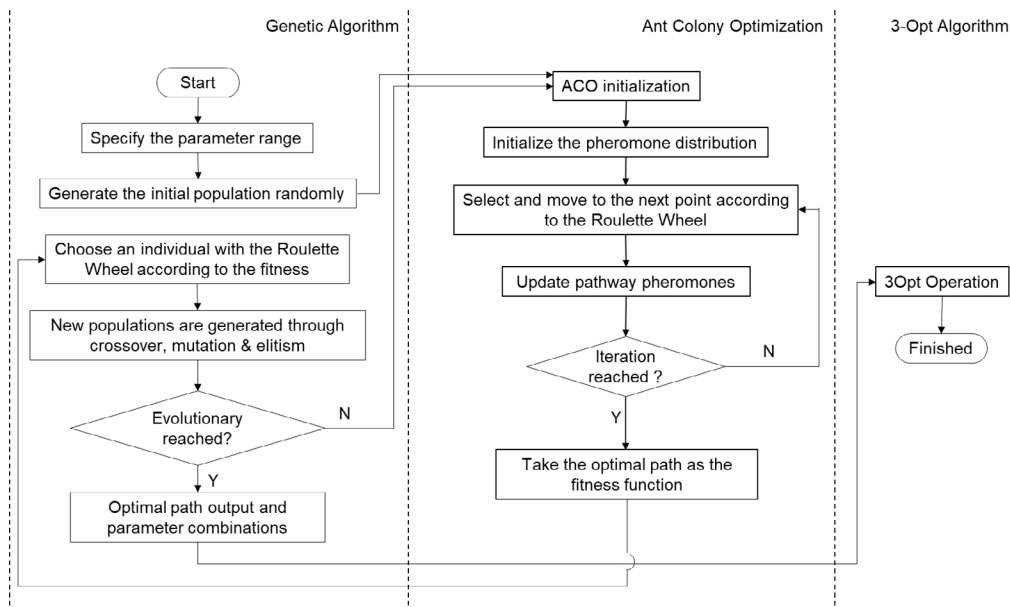 Genetic Algorithm
Start
Specify the parameter range
Generate the initial population randomly
Choose an individual with the Roulette
Wheel according to the fitness
New populations are generated through
crossover, mutation & elitism
Evolutionary
reached?
N
Y
Optimal path output and
parameter combinations
Ant Colony Optimization
ACO initialization
Initialize the pheromone distribution
Select and move to the next point according
to the Roulette Wheel
Update pathway pheromones
Iteration
reached ?
N
Y
Take the optimal path as the
fitness function
3-Opt Algorithm
3Opt Operation
Finished